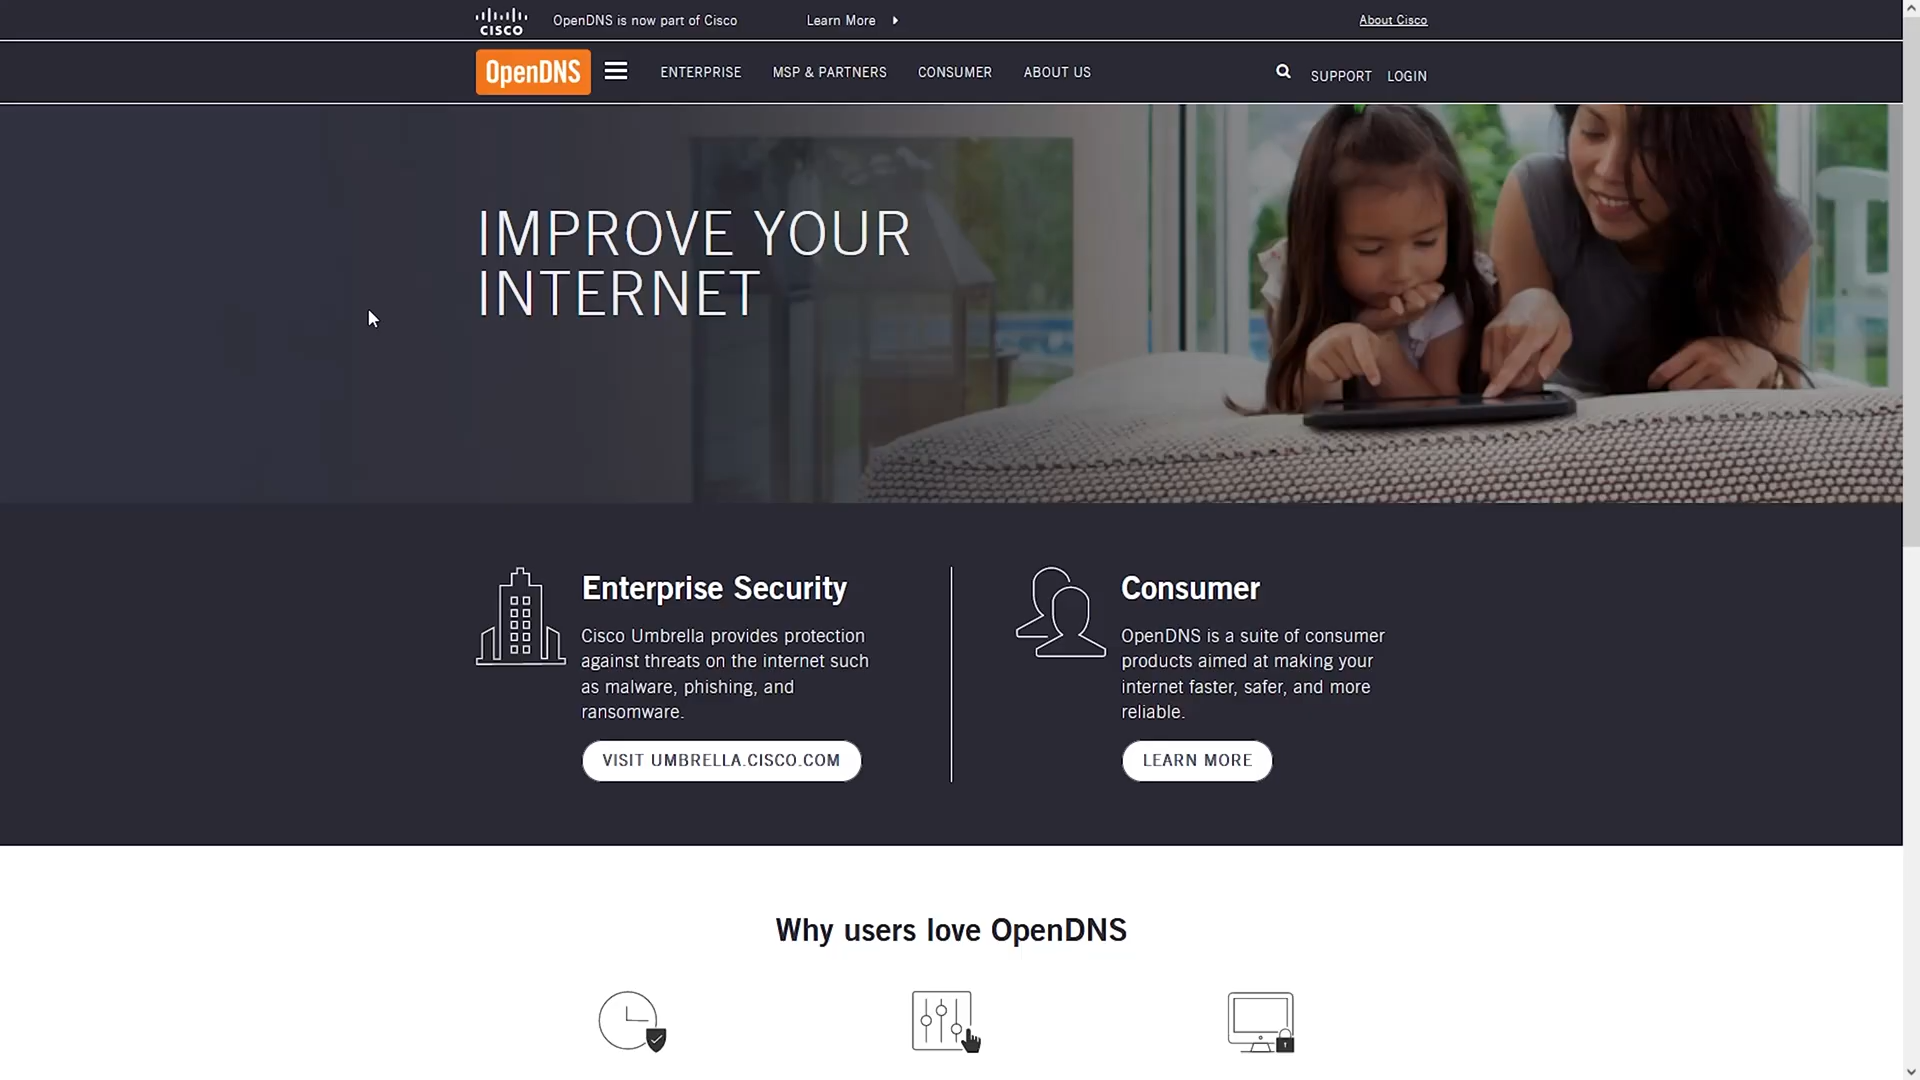 cisco
OpenDNS is now part of Cisco
Learn More
About Cisco
OpenDNS
ENTERPRISE
MSP & PARTNERS
CONSUMER
ABOUT US
SUPPORT
LOGIN
IMPROVE YOUR
INTERNET
Enterprise Security
Cisco Umbrella provides protection
against threats on the internet such
as malware, phishing, and
ransomware.
VISIT UMBRELLA.CISCO.COM
Consumer
OpenDNS is a suite of consumer
products aimed at making your
internet faster, safer, and more
reliable.
LEARN MORE
Why users love OpenDNS